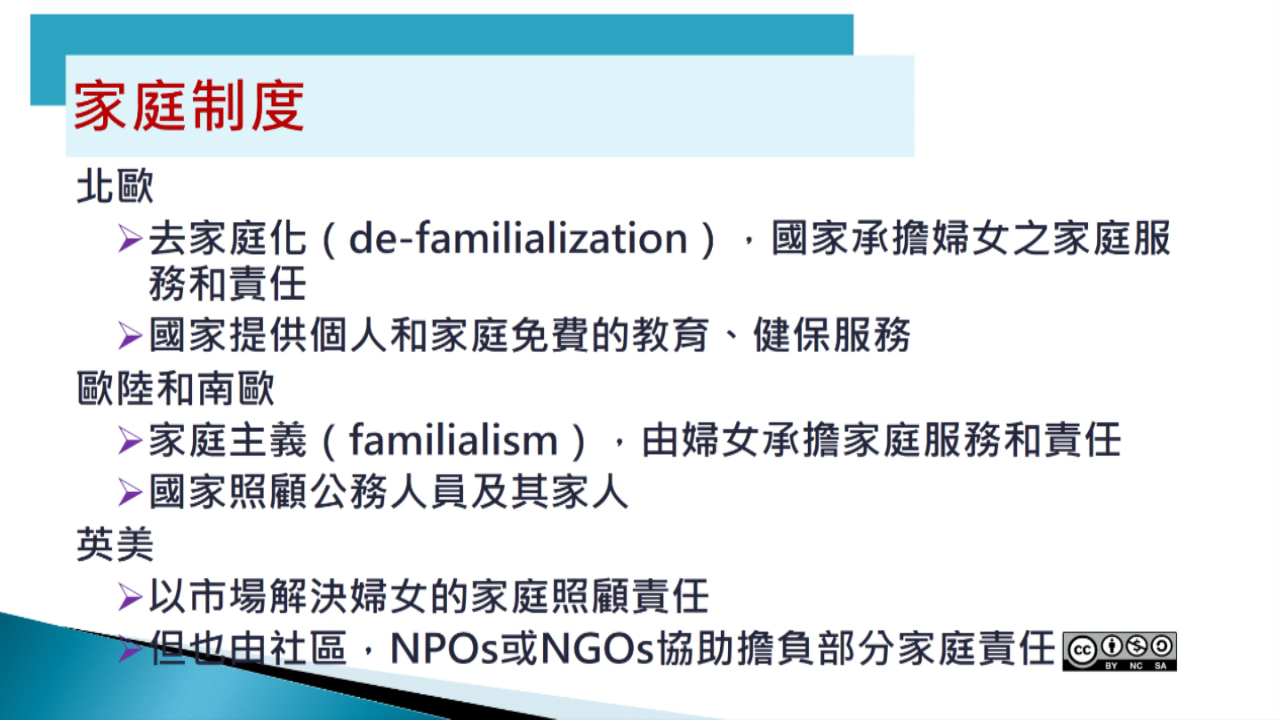 家庭制度
北歐
去家庭化（de-familialization），國家承擔婦女之家庭服
務和責任
國家提供個人和家庭免費的教育、健保服務
歐陸和南歐
家庭主義（familialism），由婦女承擔家庭服務和責任
國家照顧公務人員及其家人
英美
以市場解決婦女的家庭照顧責任
但也由社區，NPOs或NGOs協助擔負部分家庭責任
cc BY NC SA